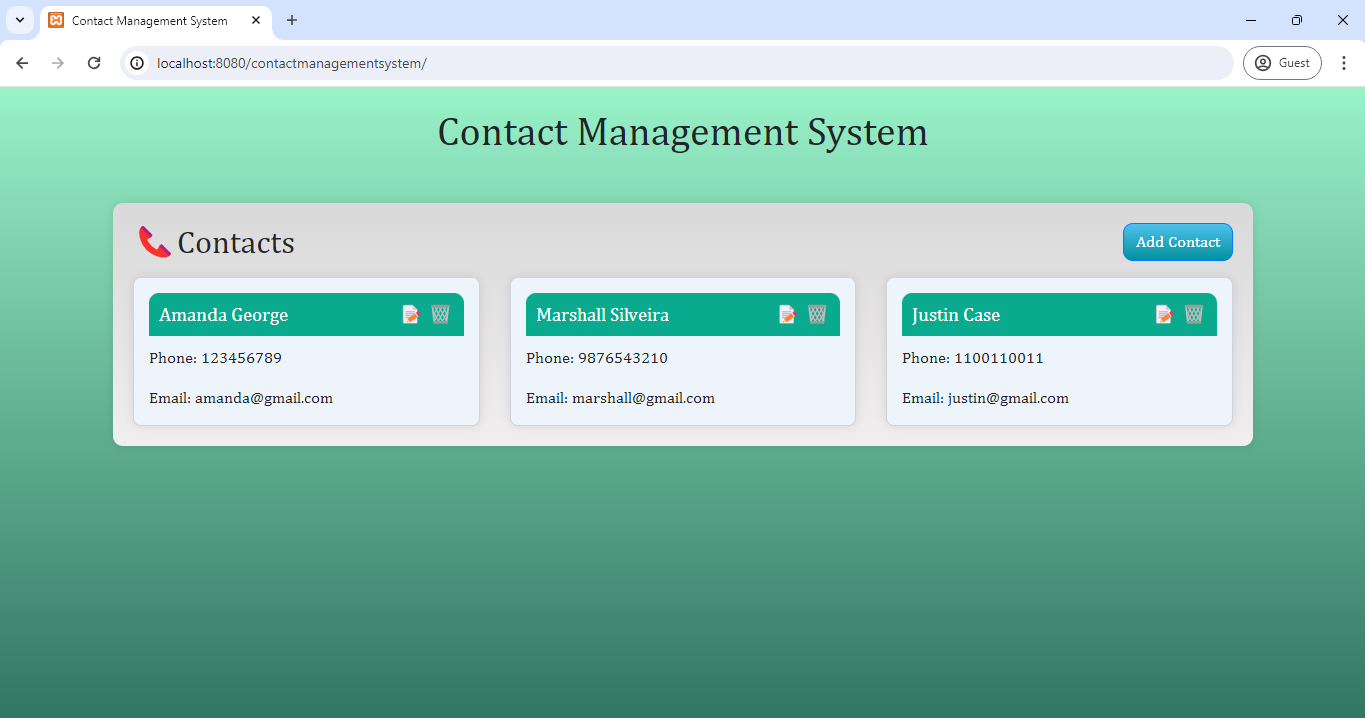 Contact Management System
localhost:8080/contactmanagementsystem/
Guest
Contact Management System
Contacts
Add Contact
Amanda George
Phone: 123456789
Email: amanda@gmail.com
Marshall Silveira
Phone: 9876543210
Email: marshall@gmail.com
Justin Case
Phone: 1100110011
Email: justin@gmail.com